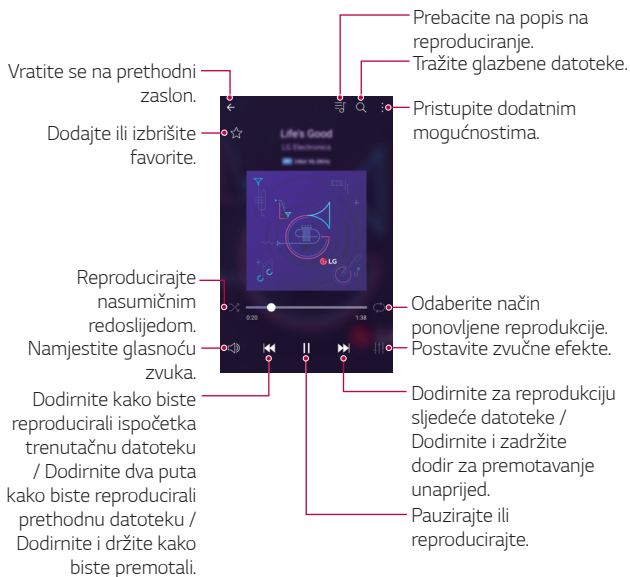 Prebacite na popis na
reproduciranje.
Tražite glazbene datoteke.
Vratite se na prethodni
zaslon.
Pristupite dodatnim
mogućnostima.
Dodajte ili izbrišite
favorite.
Life's Good
LG Electronics
24bit 96.0kHz
LG
Reproducirajte
nasumičnim
redoslijedom.
0:20
1:38
Odaberite način
ponovljene reprodukcije.
Namjestite glasnoću
zvuka.
Postavite zvučne efekte.
Dodirnite kako biste
reproducirali ispočetka
trenutačnu datoteku
/ Dodirnite dva puta
kako biste reproducirali
prethodnu datoteku /
Dodirnite i držite kako
biste premotali.
Dodirnite za reprodukciju
sljedeće datoteke /
Dodirnite i zadržite
dodir za premotavanje
unaprijed.
Pauzirajte ili
reproducirajte.